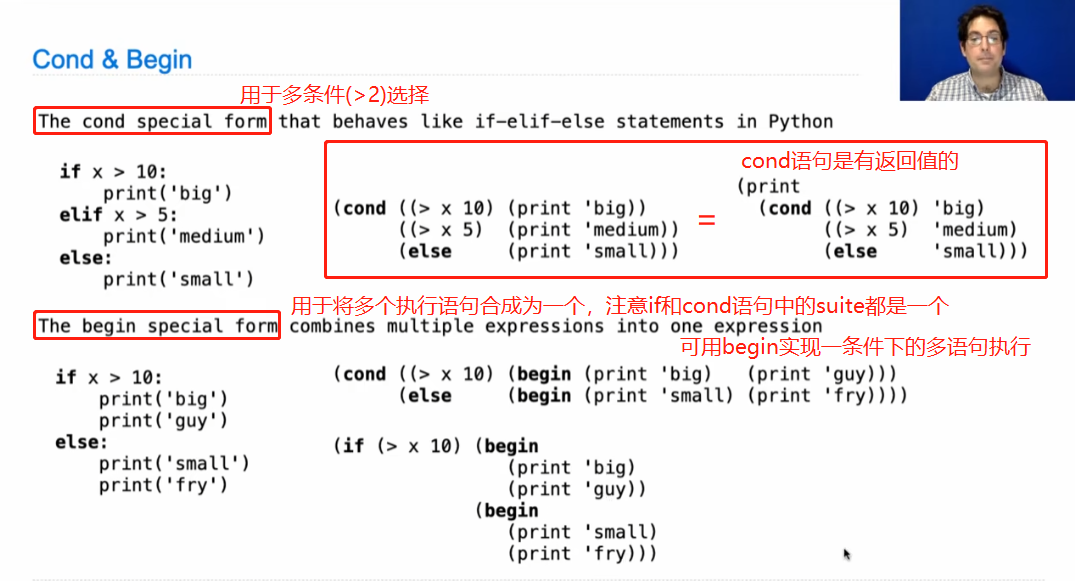 Cond & Begin
用于多条件(>2)选择
The cond special form that behaves like if-elif-else statements in Python
if x > 10:
print('big')
elif x > 5:
print('medium')
else:
print('small')
(cond ((> x 10) (print 'big))
((> x 5) (print 'medium))
(else (print 'small)))
=
cond语句是有返回值的
(print
(cond ((> x 10) 'big)
((> x 5) 'medium)
(else 'small)))
用于将多个执行语句合成为一个，注意if和cond语句中的suite都是一个
The begin special form combines multiple expressions into one expression
可用begin实现一条件下的多语句执行
if x > 10:
print('big')
print('guy')
else:
print('small')
print('fry')
(cond ((> x 10) (begin (print 'big) (print 'guy)))
(else (begin (print 'small) (print 'fry))))
(if (> x 10) (begin
(print 'big)
(print 'guy))
(begin
(print 'small)
(print 'fry)))